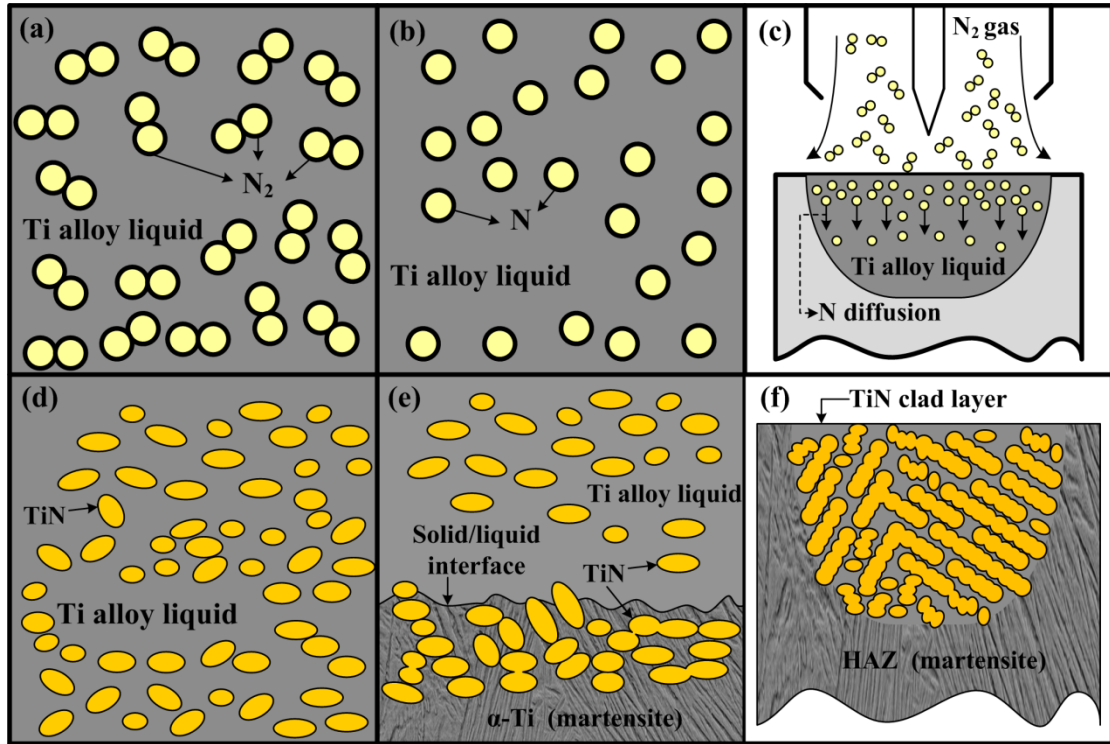 (a)
N₂
Ti alloy liquid
(b)
N
Ti alloy liquid
(c)
N₂ gas
Ti alloy liquid
N diffusion
(d)
TiN
Ti alloy liquid
(e)
Ti alloy liquid
Solid/liquid
interface
TiN
α-Ti (martensite)
(f)
TiN clad layer
HAZ (martensite)